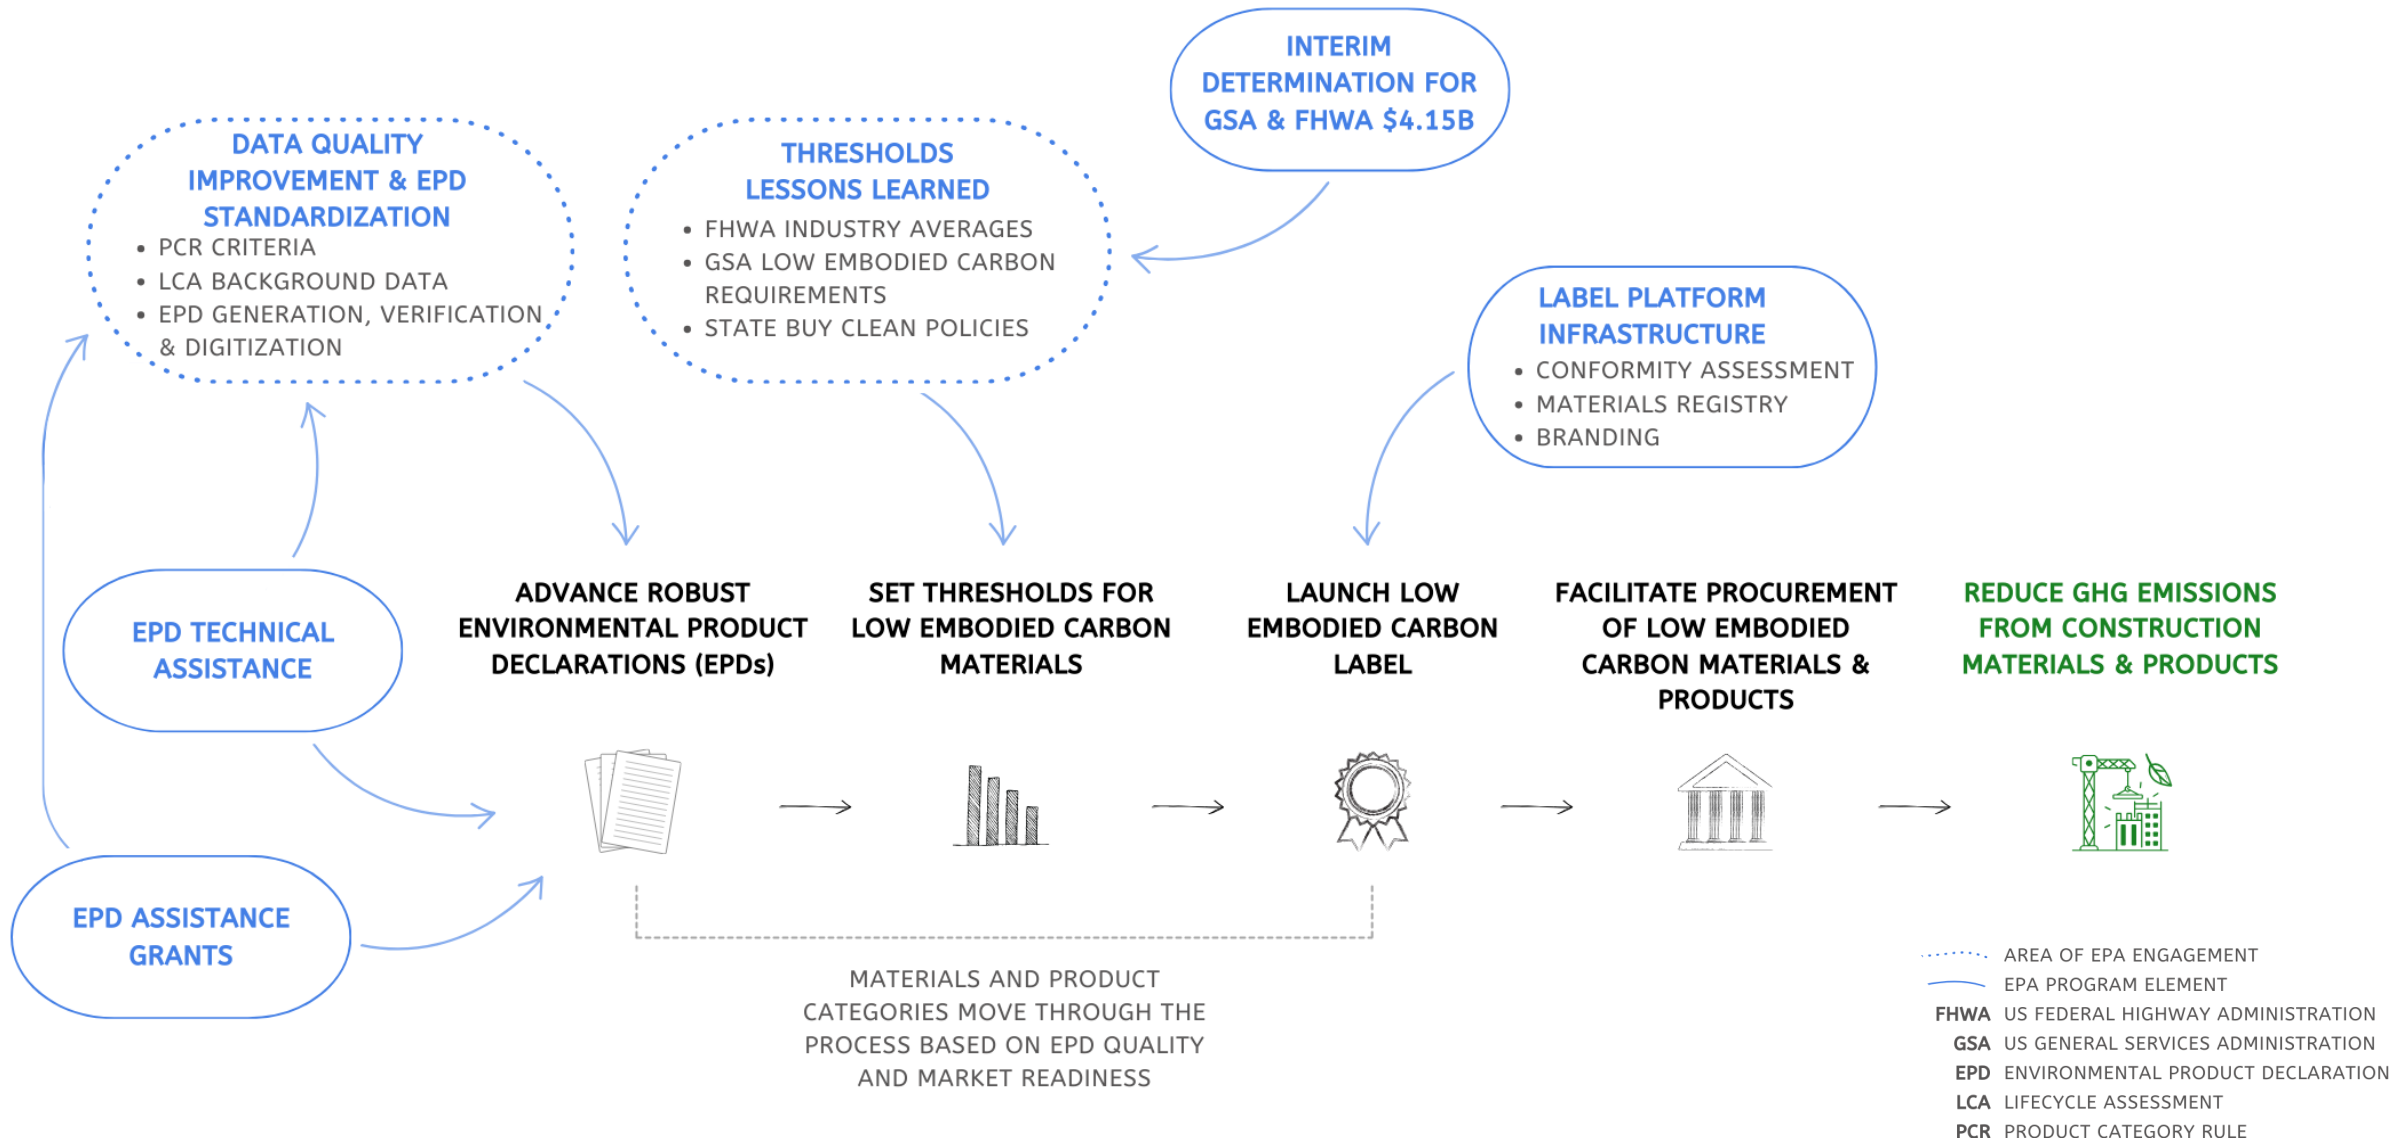 INTERIM
DETERMINATION FOR
GSA & FHWA $4.15B
DATA QUALITY
IMPROVEMENT & EPD
STANDARDIZATION
• PCR CRITERIA
• LCA BACKGROUND DATA
• EPD GENERATION, VERIFICATION
& DIGITIZATION
THRESHOLDS
LESSONS LEARNED
• FHWA INDUSTRY AVERAGES
• GSA LOW EMBODIED CARBON
REQUIREMENTS
• STATE BUY CLEAN POLICIES
LABEL PLATFORM
INFRASTRUCTURE
• CONFORMITY ASSESSMENT
• MATERIALS REGISTRY
• BRANDING
EPD TECHNICAL
ASSISTANCE
EPD ASSISTANCE
GRANTS
ADVANCE ROBUST
ENVIRONMENTAL PRODUCT
DECLARATIONS (EPDs)
SET THRESHOLDS FOR
LOW EMBODIED CARBON
MATERIALS
LAUNCH LOW
EMBODIED CARBON
LABEL
FACILITATE PROCUREMENT
OF LOW EMBODIED
CARBON MATERIALS &
PRODUCTS
REDUCE GHG EMISSIONS
FROM CONSTRUCTION
MATERIALS & PRODUCTS
MATERIALS AND PRODUCT
CATEGORIES MOVE THROUGH THE
PROCESS BASED ON EPD QUALITY
AND MARKET READINESS
AREA OF EPA ENGAGEMENT
EPA PROGRAM ELEMENT
FHWA US FEDERAL HIGHWAY ADMINISTRATION
GSA US GENERAL SERVICES ADMINISTRATION
EPD ENVIRONMENTAL PRODUCT DECLARATION
LCA LIFECYCLE ASSESSMENT
PCR PRODUCT CATEGORY RULE